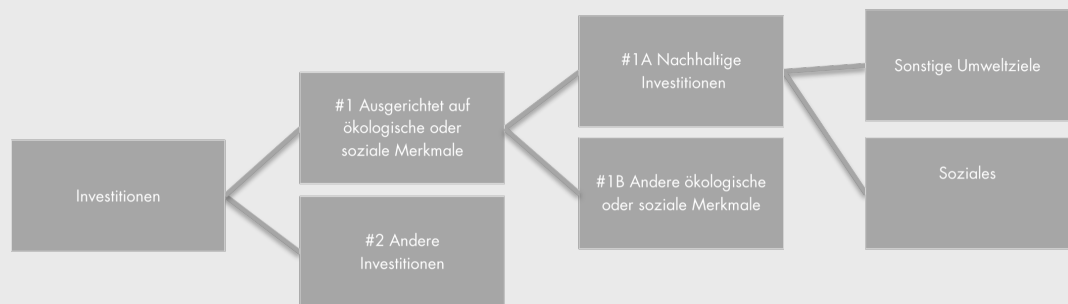 Investitionen
#1 Ausgerichtet auf
ökologische oder
soziale Merkmale
#2 Andere
Investitionen
#1A Nachhaltige
Investitionen
#1B Andere ökologische
oder soziale Merkmale
Sonstige Umweltziele
Soziales